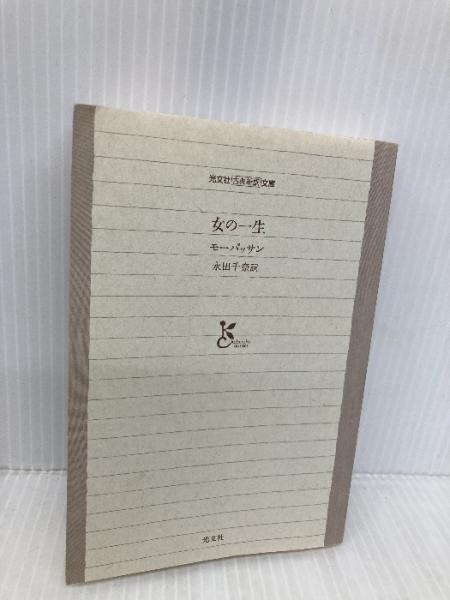 光文社古典新訳文庫
女の一生
モーパッサン
永田千奈訳
光文社